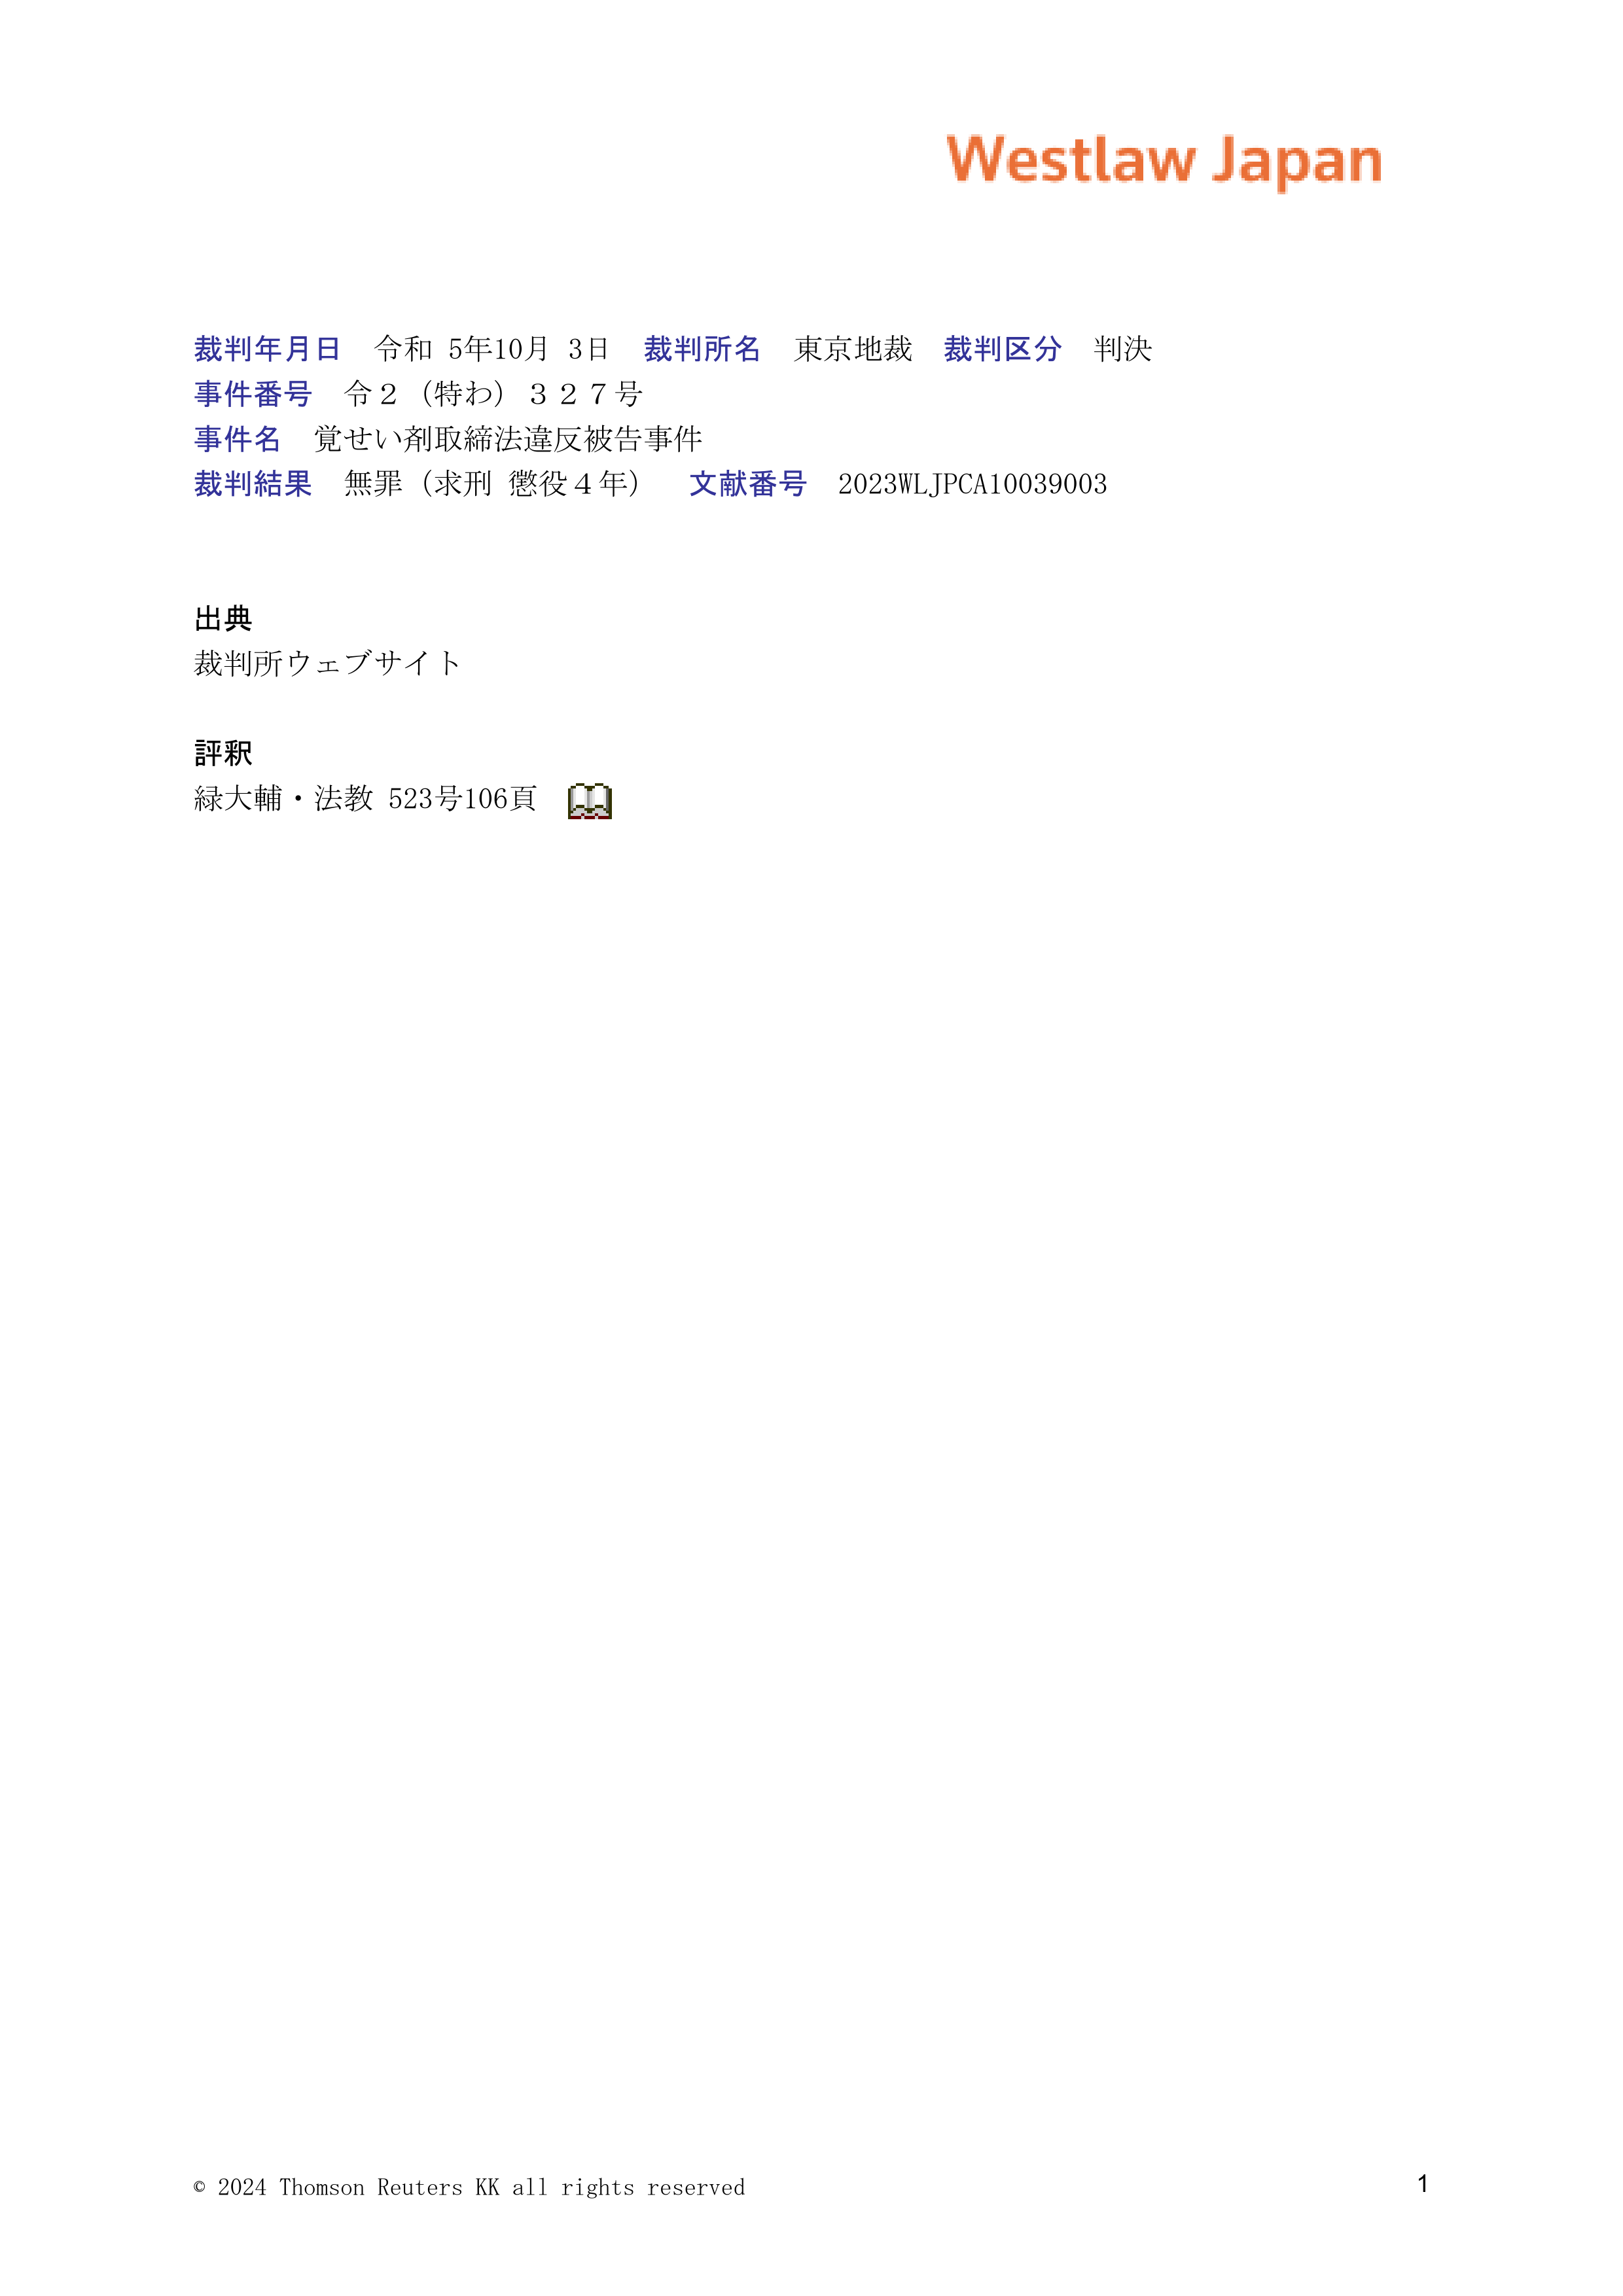 Westlaw Japan
裁判年月日　令和 5年10月 3日　裁判所名　東京地裁　裁判区分　判決
事件番号　令２（特わ）３２７号
事件名　覚せい剤取締法違反被告事件
裁判結果　無罪（求刑 懲役４年）　文献番号　2023WLJPCA10039003
出典
裁判所ウェブサイト
評釈
緑大輔・法教 523号106頁
© 2024 Thomson Reuters KK all rights reserved
1